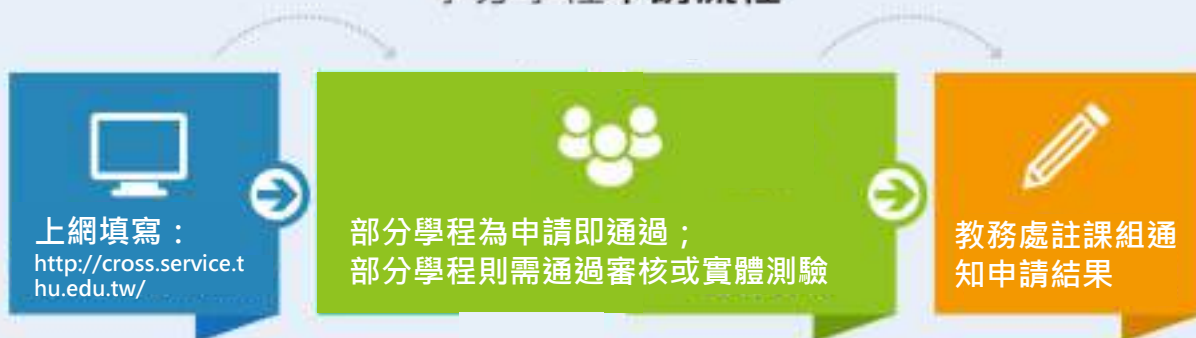 上網填寫：
http://cross.service.t
hu.edu.tw/
部分學程為申請即通過；
部分學程則需通過審核或實體測驗
教務處註課組通
知申請結果